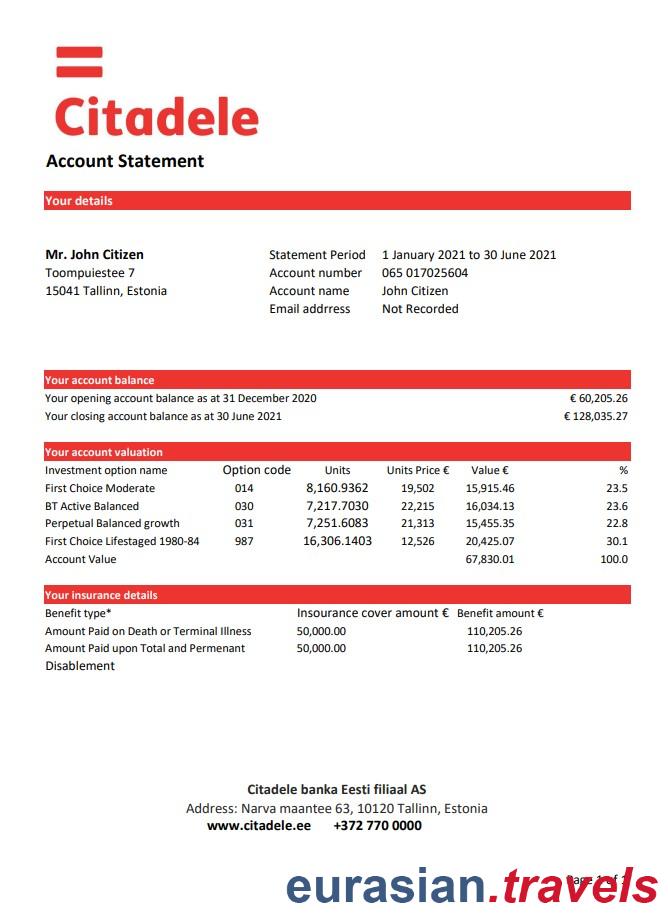 Citadele
Account Statement
Your details
Mr. John Citizen Statement Period 1 January 2021 to 30 June 2021
Toompuiestee 7 Account number 065 017025604
15041 Tallinn, Estonia Account name John Citizen
Email addrress Not Recorded
Your account balance
Your opening account balance as at 31 December 2020 € 60,205.26
Your closing account balance as at 30 June 2021 € 128,035.27
Your account valuation
Investment option name Option code Units Units Price € Value € %
First Choice Moderate 014 8,160.9362 19,502 15,915.46 23.5
BT Active Balanced 030 7,217.7030 22,215 16,034.13 23.6
Perpetual Balanced growth 031 7,251.6083 21,313 15,455.35 22.8
First Choice Lifestaged 1980-84 987 16,306.1403 12,526 20,425.07 30.1
Account Value 67,830.01 100.0
Your insurance details
Benefit type* Insourance cover amount € Benefit amount €
Amount Paid on Death or Terminal Illness 50,000.00 110,205.26
Amount Paid upon Total and Permenant 50,000.00 110,205.26
Disablement
Citadele banka Eesti filiaal AS
Address: Narva maantee 63, 10120 Tallinn, Estonia
www.citadele.ee +372 770 0000
Page 1 of
eurasian.travels